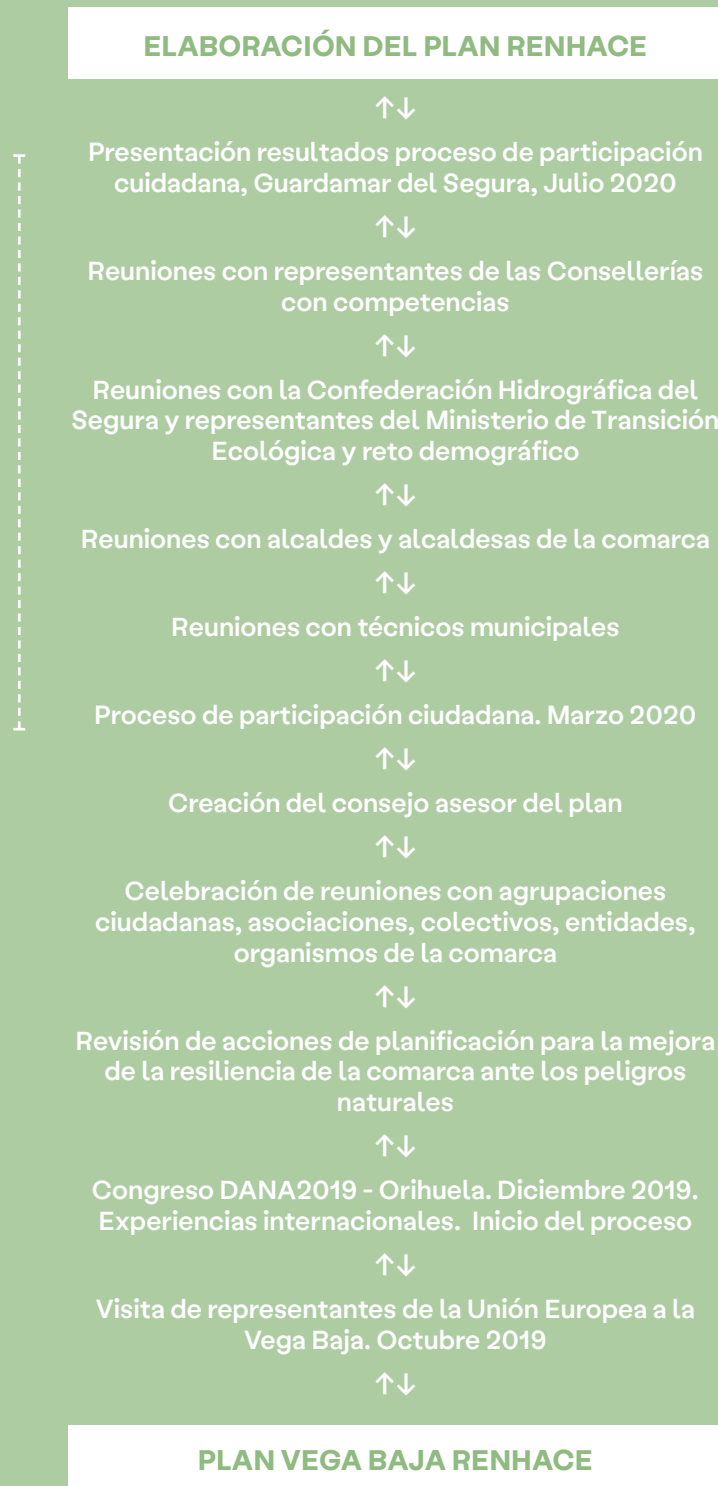 ELABORACIÓN DEL PLAN RENHACE
↑↓
Presentación resultados proceso de participación
cuidadana, Guardamar del Segura, Julio 2020
↑↓
Reuniones con representantes de las Consellerías
con competencias
↑↓
Reuniones con la Confederación Hidrográfica del
Segura y representantes del Ministerio de Transición
Ecológica y reto demográfico
↑↓
Reuniones con alcaldes y alcaldesas de la comarca
↑↓
Reuniones con técnicos municipales
↑↓
Proceso de participación ciudadana. Marzo 2020
↑↓
Creación del consejo asesor del plan
↑↓
Celebración de reuniones con agrupaciones
ciudadanas, asociaciones, colectivos, entidades,
organismos de la comarca
↑↓
Revisión de acciones de planificación para la mejora
de la resiliencia de la comarca ante los peligros
naturales
↑↓
Congreso DANA2019 - Orihuela. Diciembre 2019.
Experiencias internacionales. Inicio del proceso
↑↓
Visita de representantes de la Unión Europea a la
Vega Baja. Octubre 2019
↑↓
PLAN VEGA BAJA RENHACE